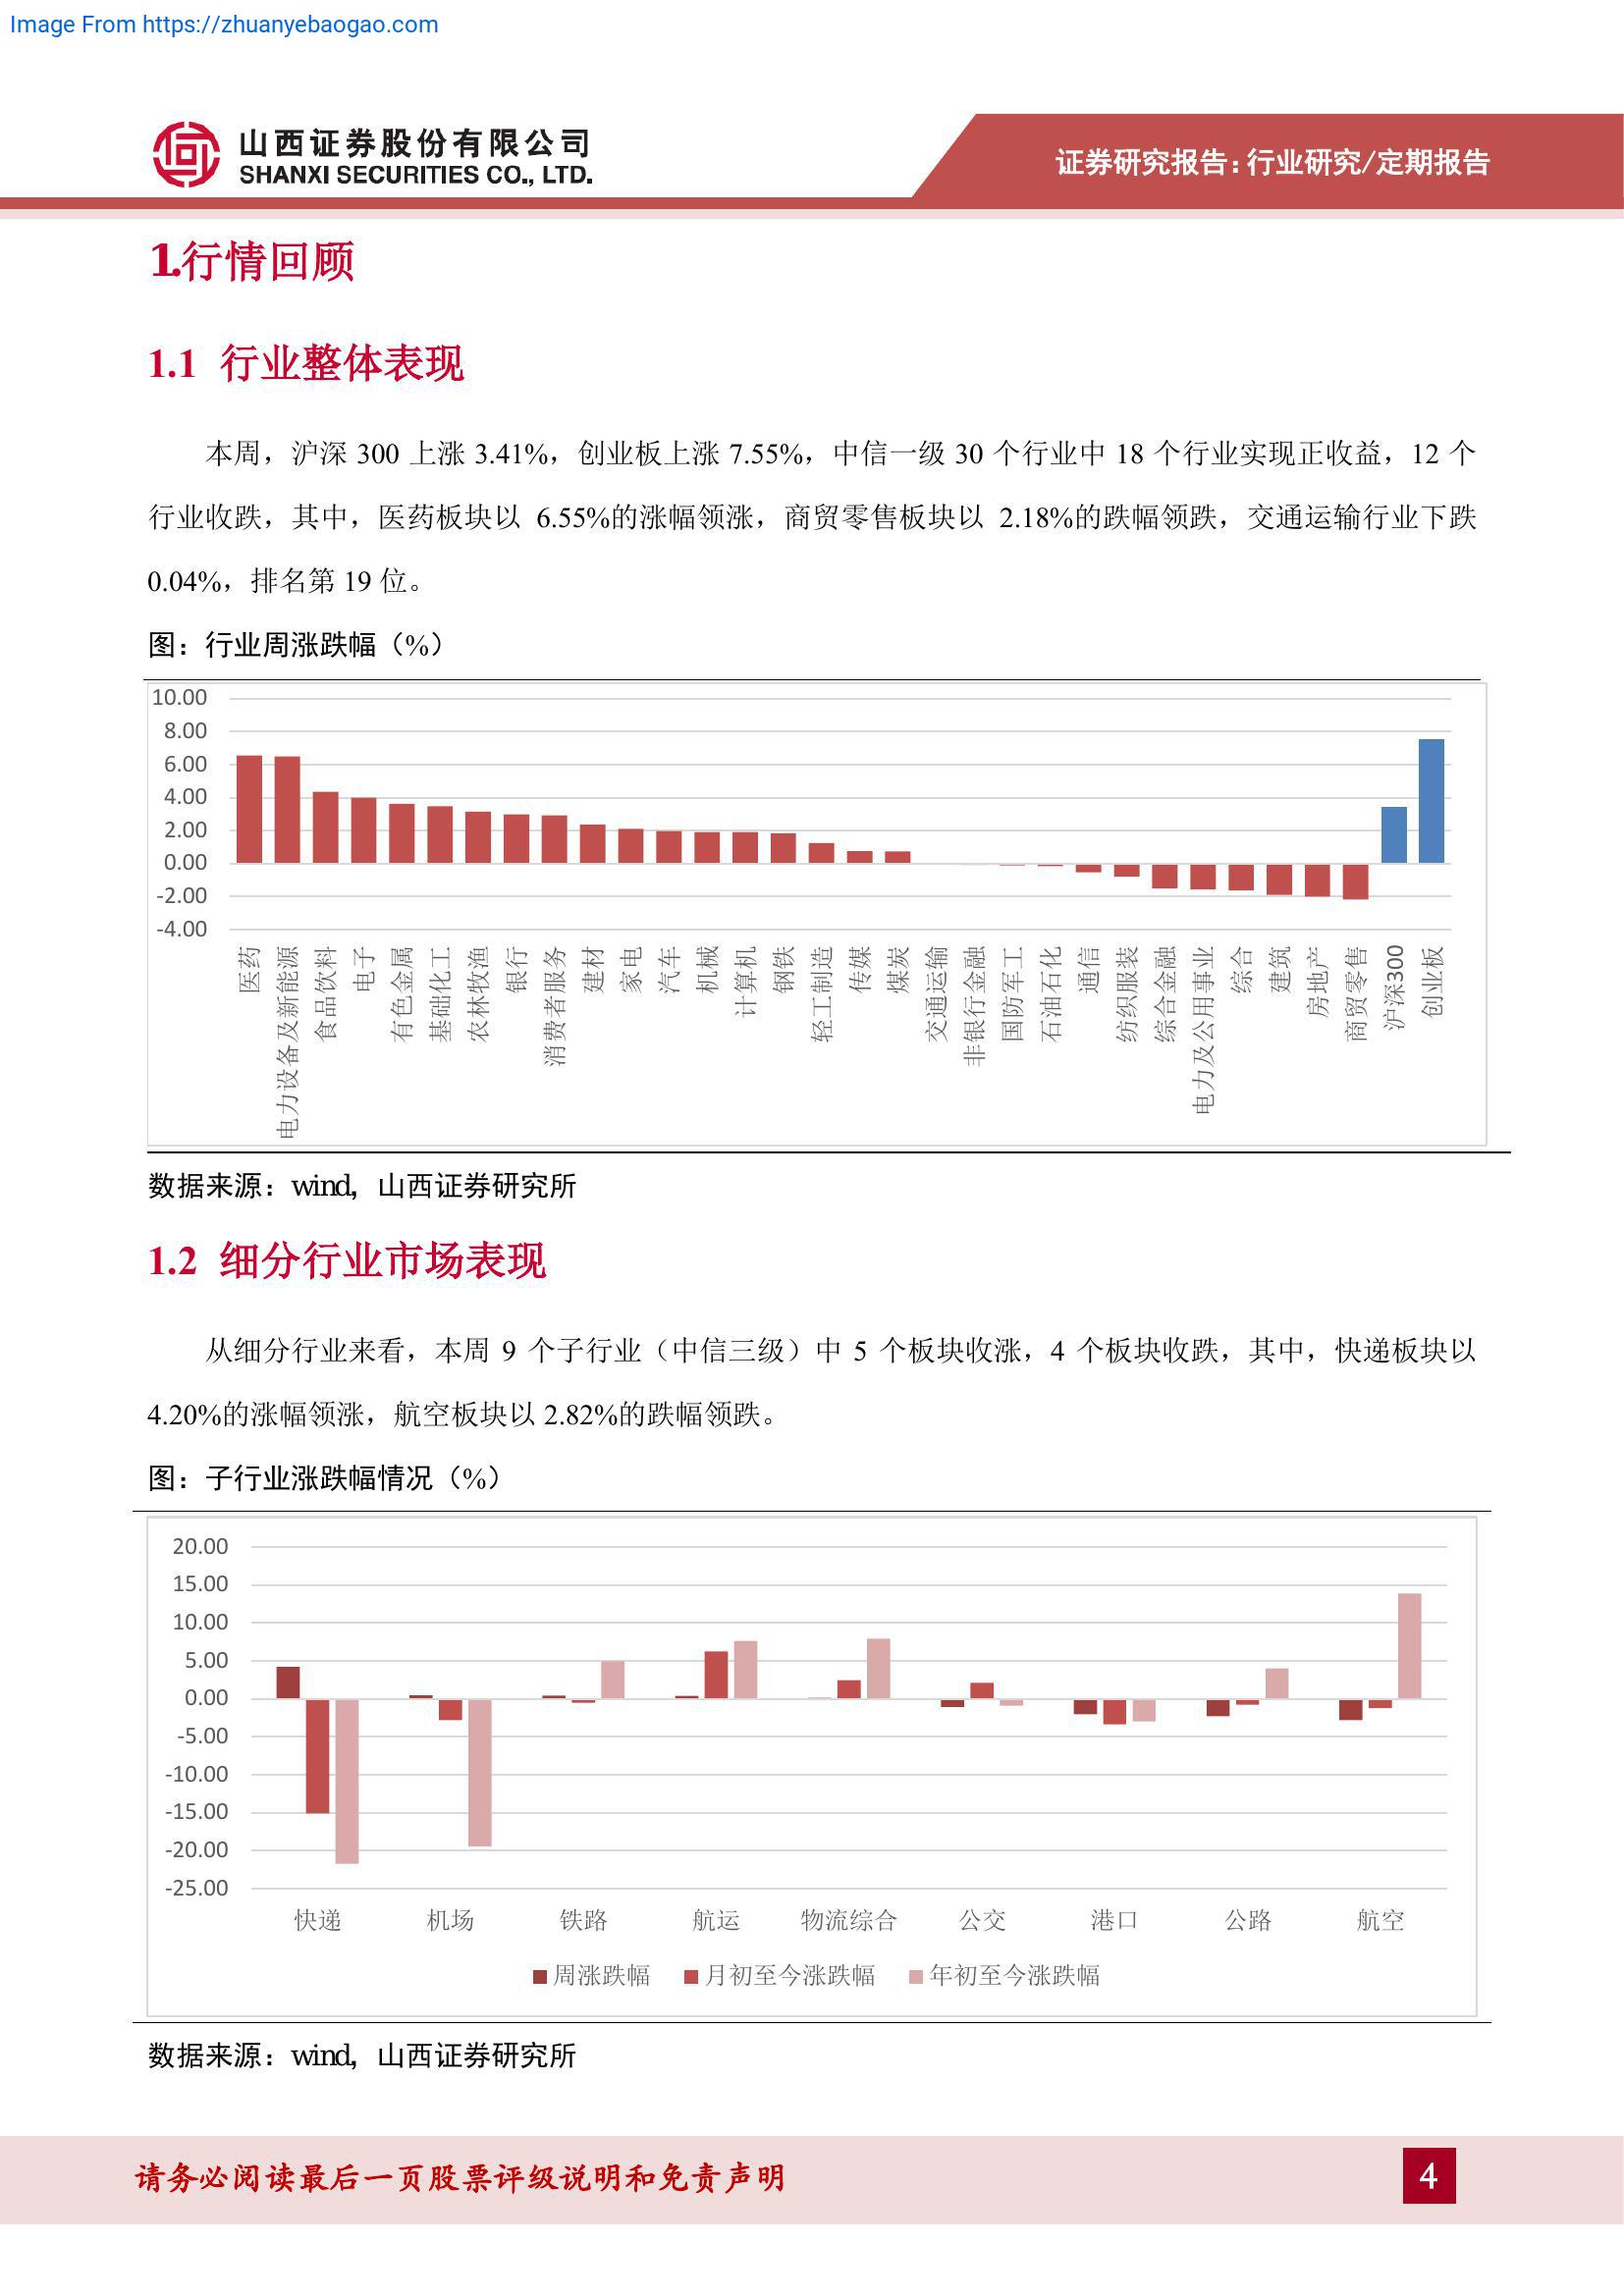 Image From https://zhuanyebaogao.com
山西证券股份有限公司
SHANXI SECURITIES CO., LTD.
证券研究报告：行业研究/定期报告
1.行情回顾
1.1 行业整体表现
本周，沪深 300 上涨 3.41%，创业板上涨 7.55%，中信一级 30 个行业中 18 个行业实现正收益，12 个
行业收跌，其中，医药板块以 6.55%的涨幅领涨，商贸零售板块以 2.18%的跌幅领跌，交通运输行业下跌
0.04%，排名第 19 位。
图：行业周涨跌幅（%）
10.00
8.00
6.00
4.00
2.00
0.00
-2.00
-4.00
医药
电力设备及新能源
食品饮料
电子
有色金属
基础化工
农林牧渔
银行
消费者服务
建材
家电
汽车
机械
计算机
钢铁
轻工制造
传媒
煤炭
交通运输
非银行金融
国防军工
石油石化
通信
纺织服装
综合金融
电力及公用事业
综合
建筑
房地产
商贸零售
沪深300
创业板
数据来源：wind，山西证券研究所
1.2 细分行业市场表现
从细分行业来看，本周 9 个子行业（中信三级）中 5 个板块收涨，4 个板块收跌，其中，快递板块以
4.20%的涨幅领涨，航空板块以 2.82%的跌幅领跌。
图：子行业涨跌幅情况（%）
20.00
15.00
10.00
5.00
0.00
-5.00
-10.00
-15.00
-20.00
-25.00
快递 机场 铁路 航运 物流综合 公交 港口 公路 航空
周涨跌幅 月初至今涨跌幅 年初至今涨跌幅
数据来源：wind，山西证券研究所
请务必阅读最后一页股票评级说明和免责声明
4